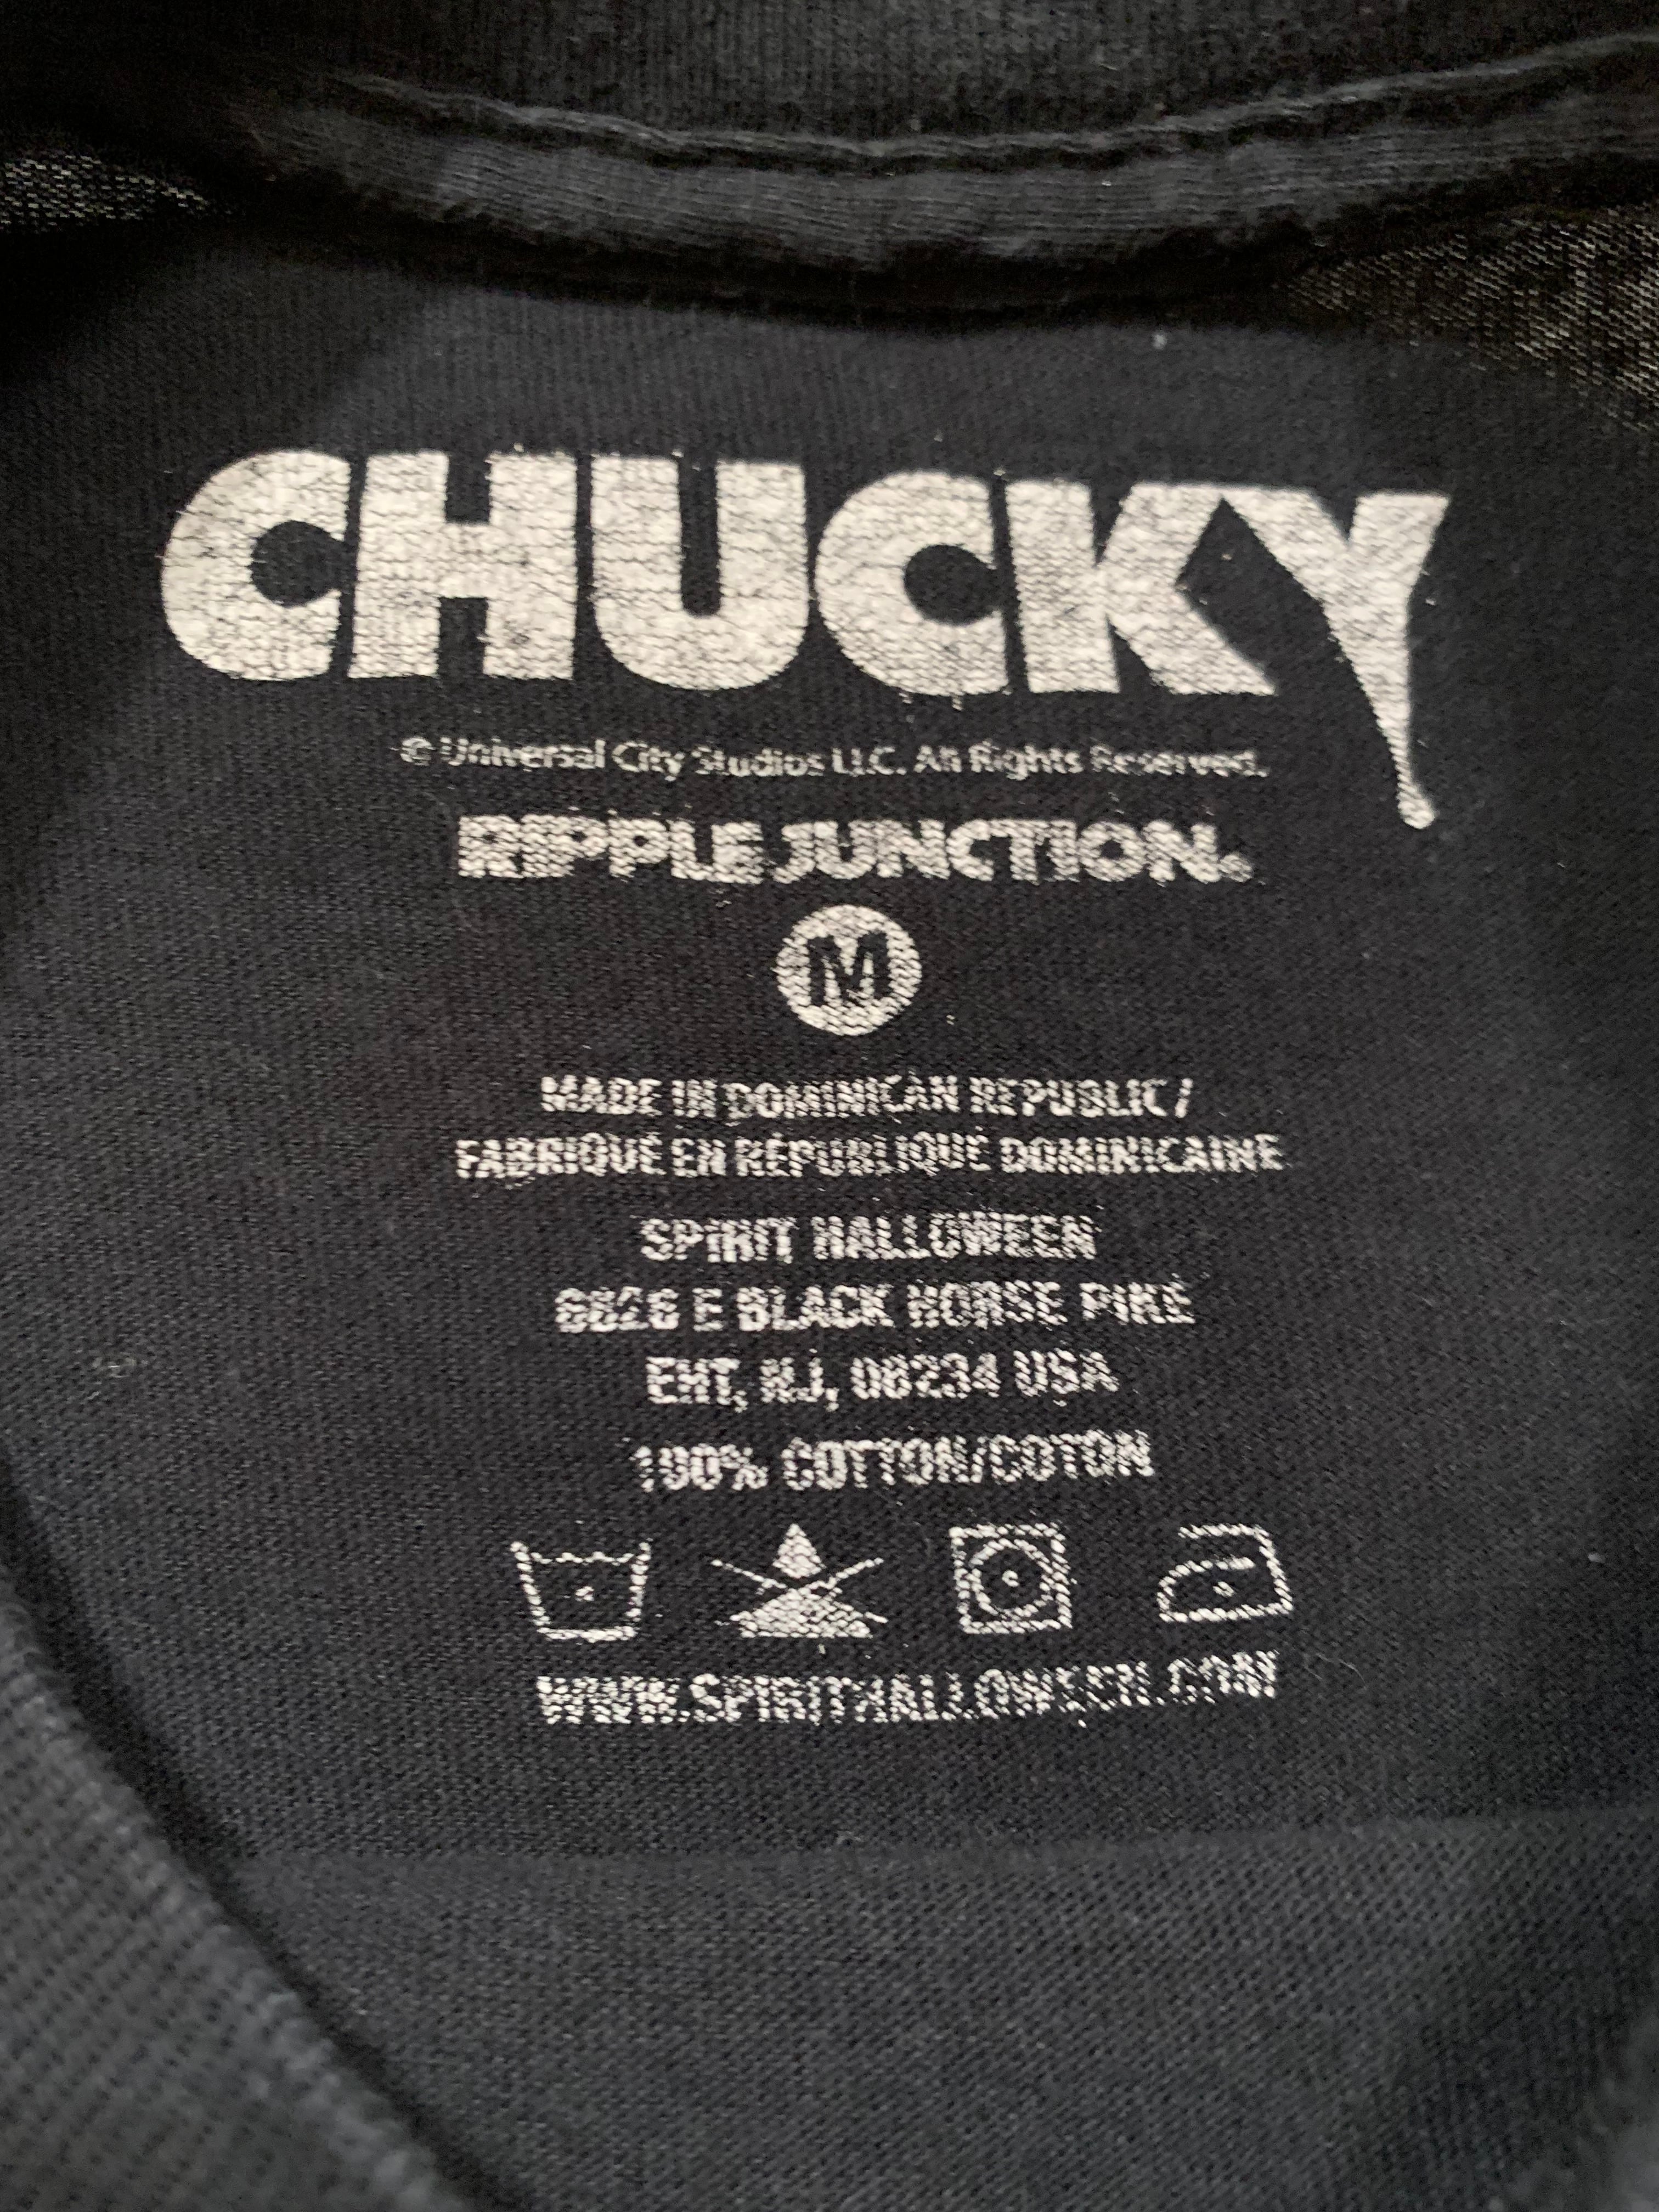 CHUCKY
© Universal City Studios LLC. All Rights Reserved.
RIPPLE JUNCTION®
M
MADE IN DOMINICAN REPUBLIC/
FABRIQUÉ EN RÉPUBLIQUE DOMINICAINE
SPIRIT HALLOWEEN
6826 E BLACK HORSE PIKE
EHT, NJ, 08234 USA
100% COTTON/COTON
WWW.SPIRITHALLOWEEN.COM